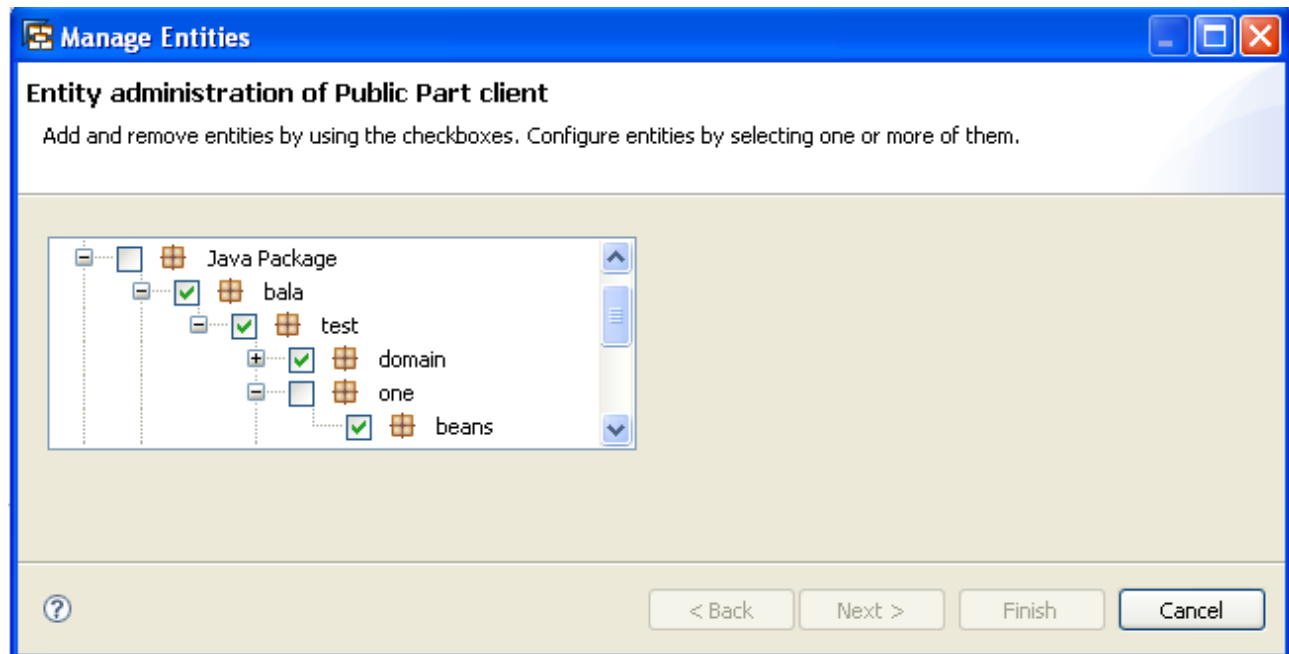 Manage Entities
Entity administration of Public Part client
Add and remove entities by using the checkboxes. Configure entities by selecting one or more of them.
Java Package
bala
test
domain
one
beans
< Back Next > Finish Cancel